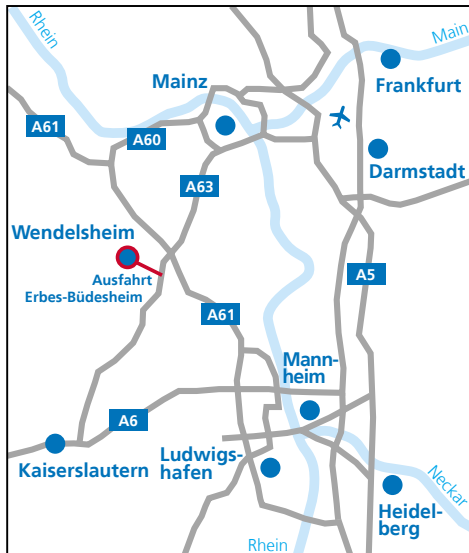 Rhein
Main
Mainz
Frankfurt
A61
A60
Darmstadt
A63
Wendelsheim
Ausfahrt
Erbes-Büdesheim
A5
A61
Mann-
heim
A6
Ludwigs-
hafen
Kaiserslautern
Neckar
Heidel-
berg
Rhein